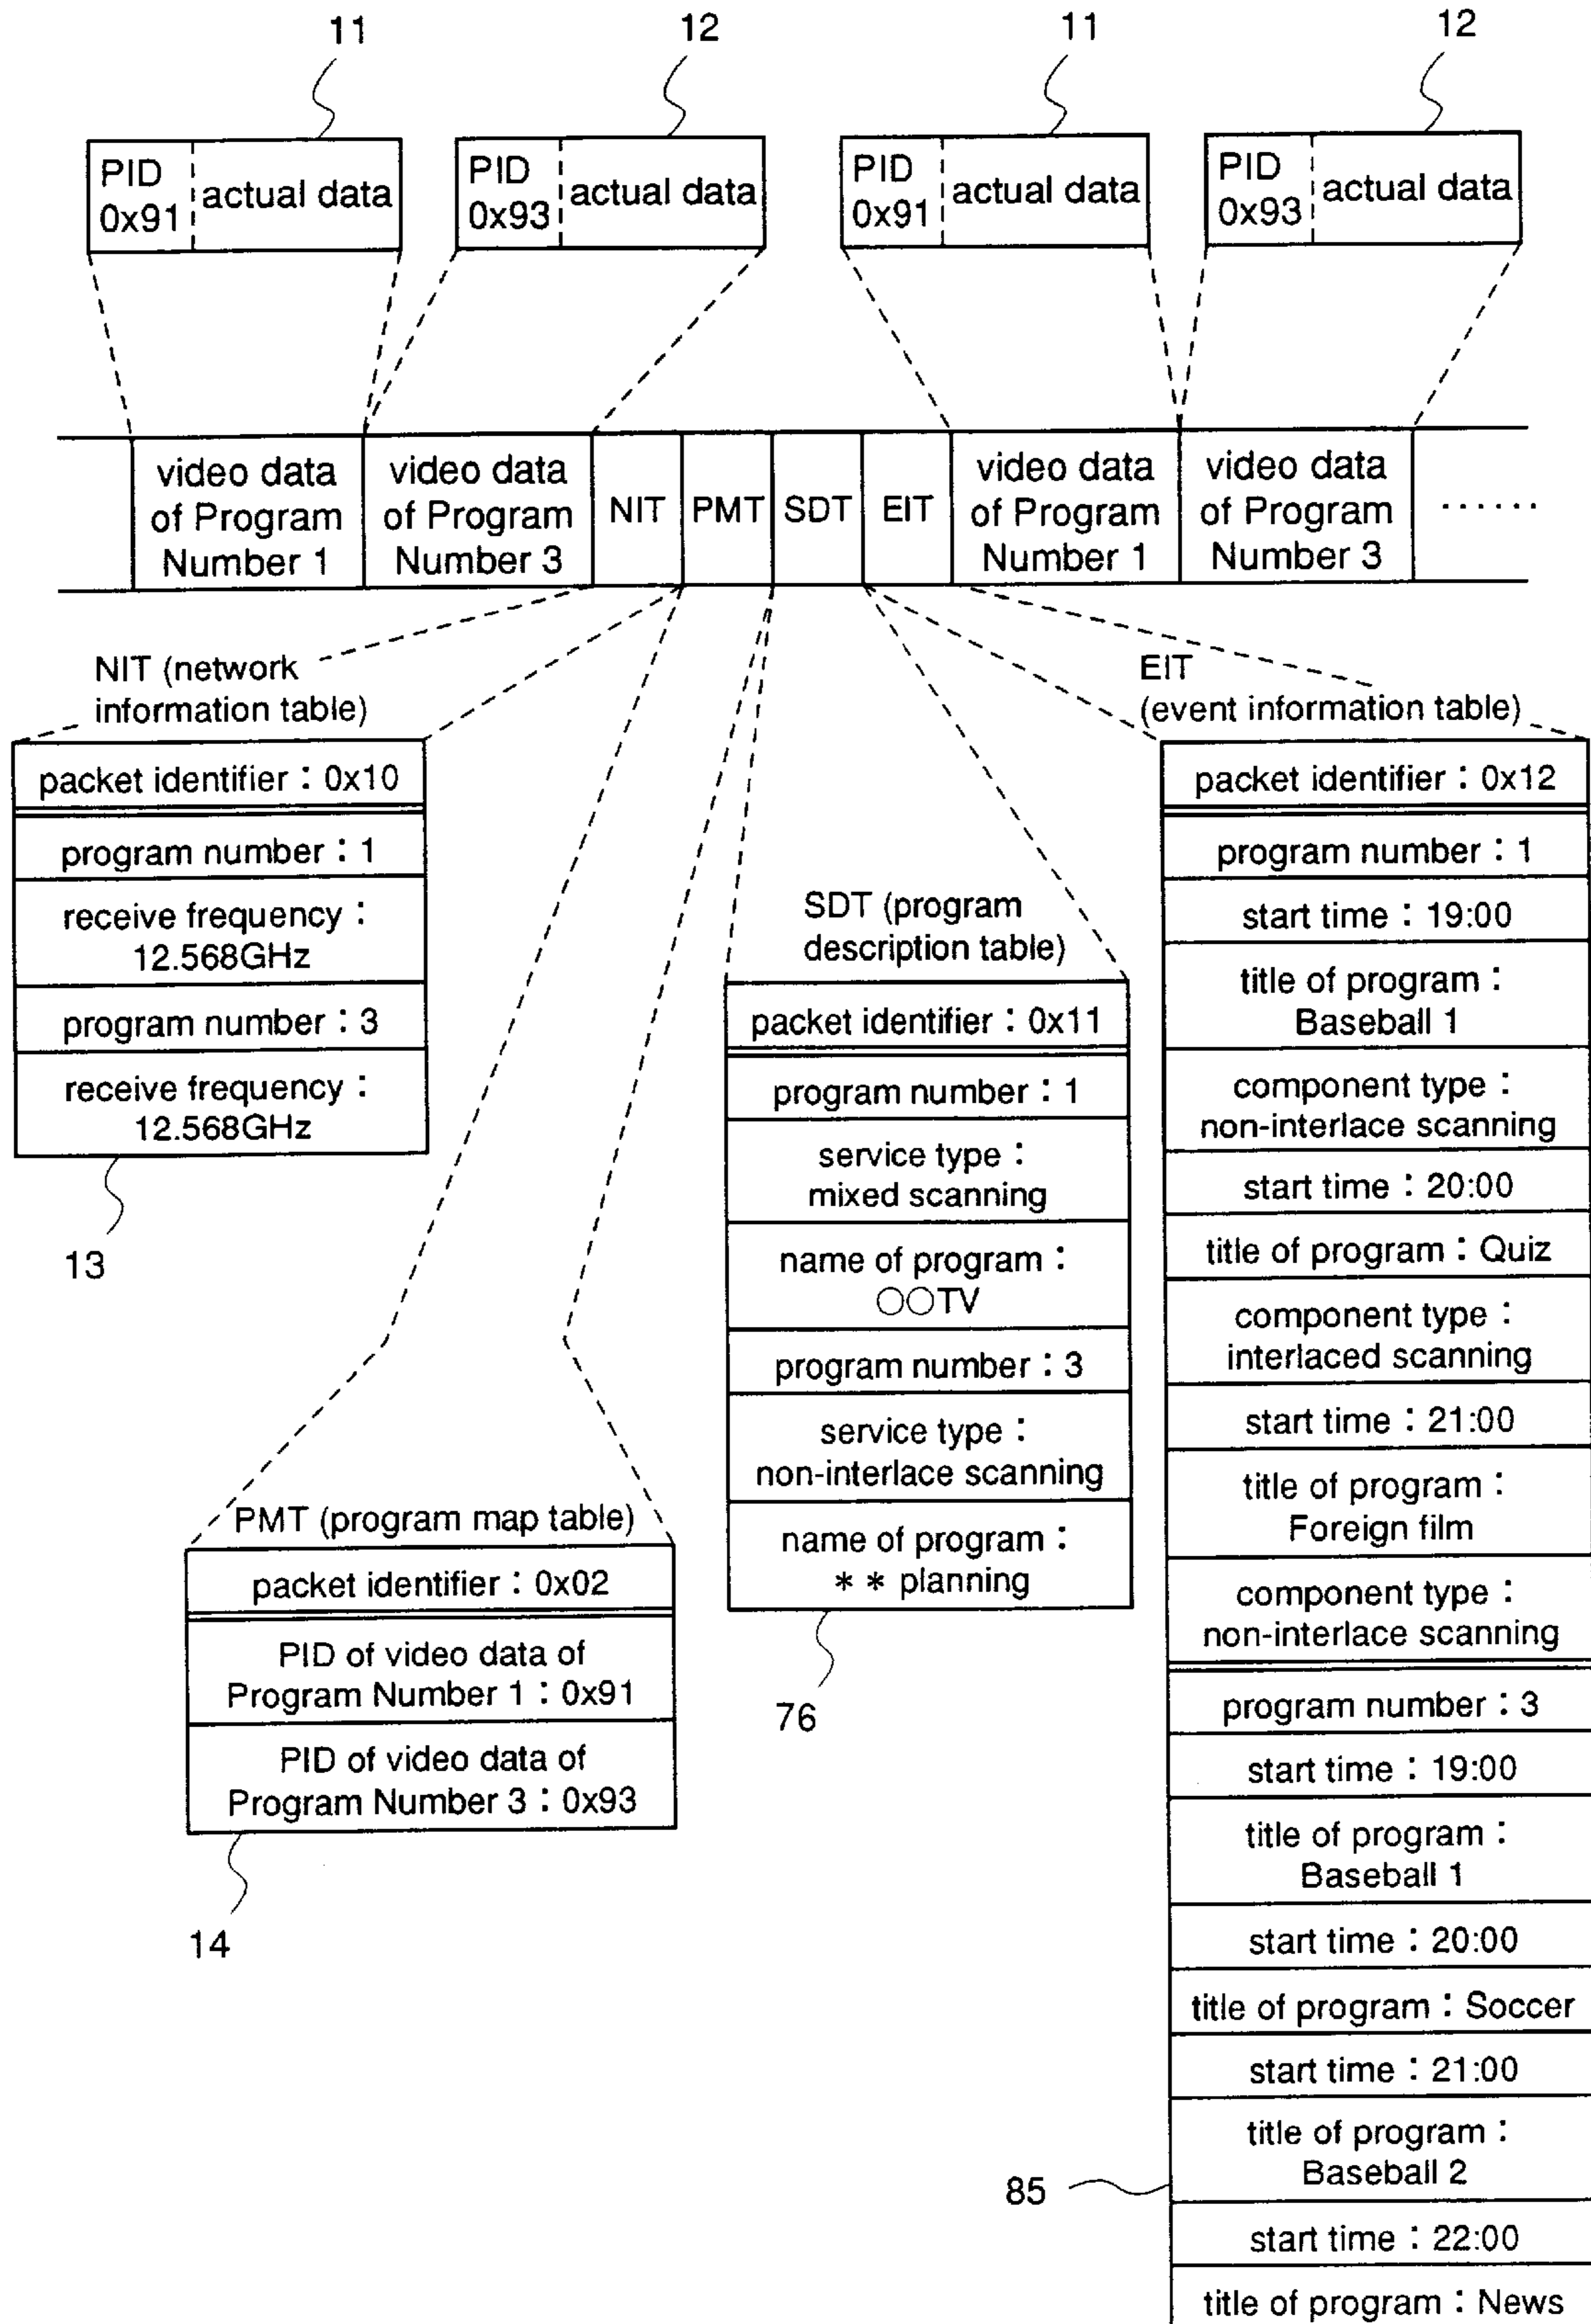 11
12
11
12
PID
0x91
actual data
PID
0x93
actual data
PID
0x91
actual data
PID
0x93
actual data
video data
of Program
Number 1
video data
of Program
Number 3
NIT
PMT
SDT
EIT
video data
of Program
Number 1
video data
of Program
Number 3
······
NIT (network
information table)
packet identifier：0x10
program number：1
receive frequency：
12.568GHz
program number：3
receive frequency：
12.568GHz
13
PMT (program map table)
packet identifier：0x02
PID of video data of
Program Number 1：0x91
PID of video data of
Program Number 3：0x93
14
SDT (program
description table)
packet identifier：0x11
program number：1
service type：
mixed scanning
name of program：
○○TV
program number：3
service type：
non-interlace scanning
name of program：
＊＊ planning
76
EIT
(event information table)
packet identifier：0x12
program number：1
start time：19:00
title of program：
Baseball 1
component type：
non-interlace scanning
start time：20:00
title of program：Quiz
component type：
interlaced scanning
start time：21:00
title of program：
Foreign film
component type：
non-interlace scanning
program number：3
start time：19:00
title of program：
Baseball 1
start time：20:00
title of program：Soccer
start time：21:00
title of program：
Baseball 2
start time：22:00
title of program：News
85